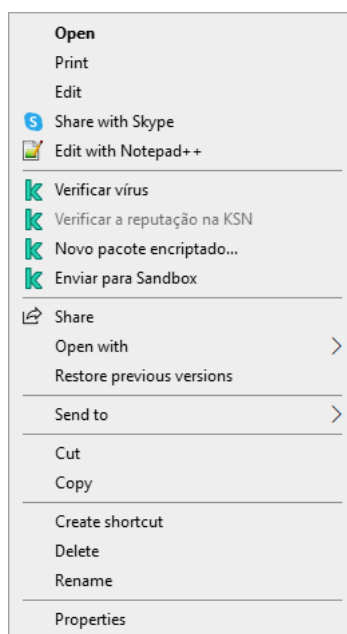 Open
Print
Edit
Share with Skype
Edit with Notepad++
Verificar vírus
Verificar a reputação na KSN
Novo pacote encriptado...
Enviar para Sandbox
Share
Open with
Restore previous versions
Send to
Cut
Copy
Create shortcut
Delete
Rename
Properties